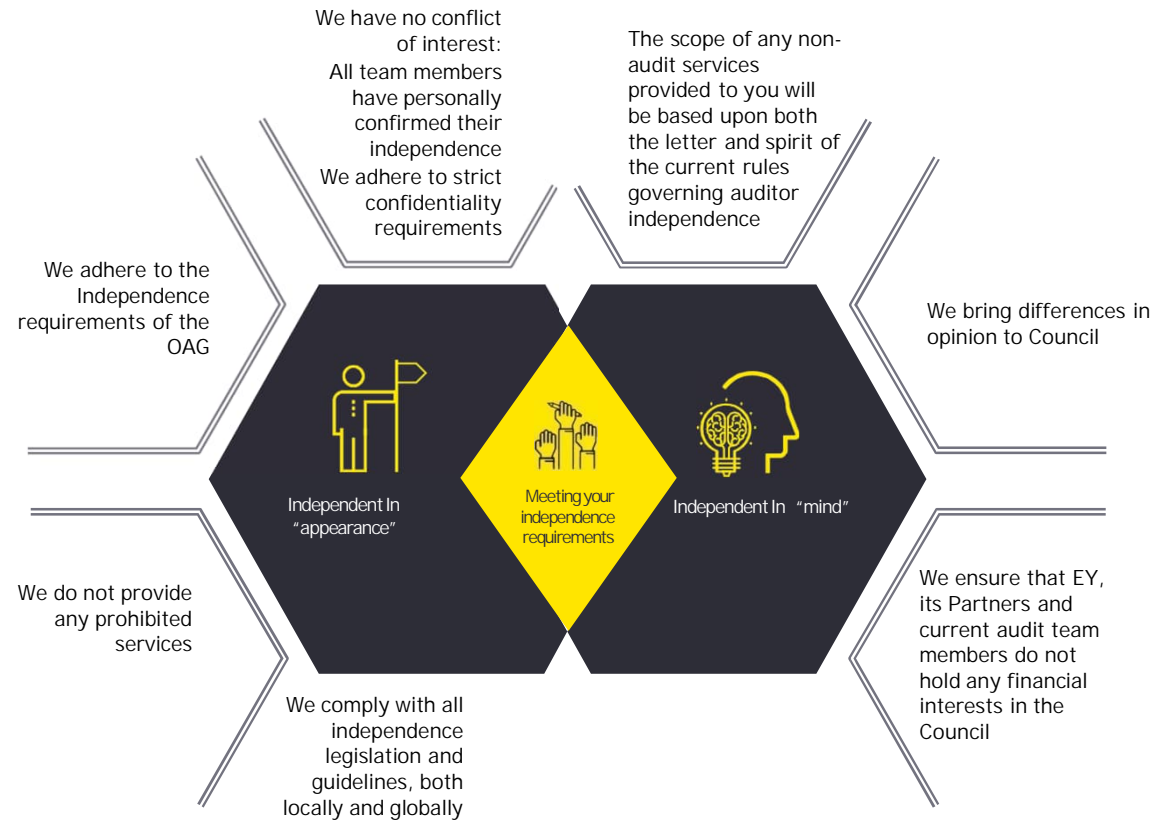 We have no conflict
of interest:
All team members
have personally
confirmed their
independence
We adhere to strict
confidentiality
requirements
The scope of any non-
audit services
provided to you will
be based upon both
the letter and spirit of
the current rules
governing auditor
independence
We adhere to the
Independence
requirements of the
OAG
We bring differences in
opinion to Council
Independent In
“appearance”
Meeting your
independence
requirements
Independent In “mind”
We do not provide
any prohibited
services
We ensure that EY,
its Partners and
current audit team
members do not
hold any financial
interests in the
Council
We comply with all
independence
legislation and
guidelines, both
locally and globally